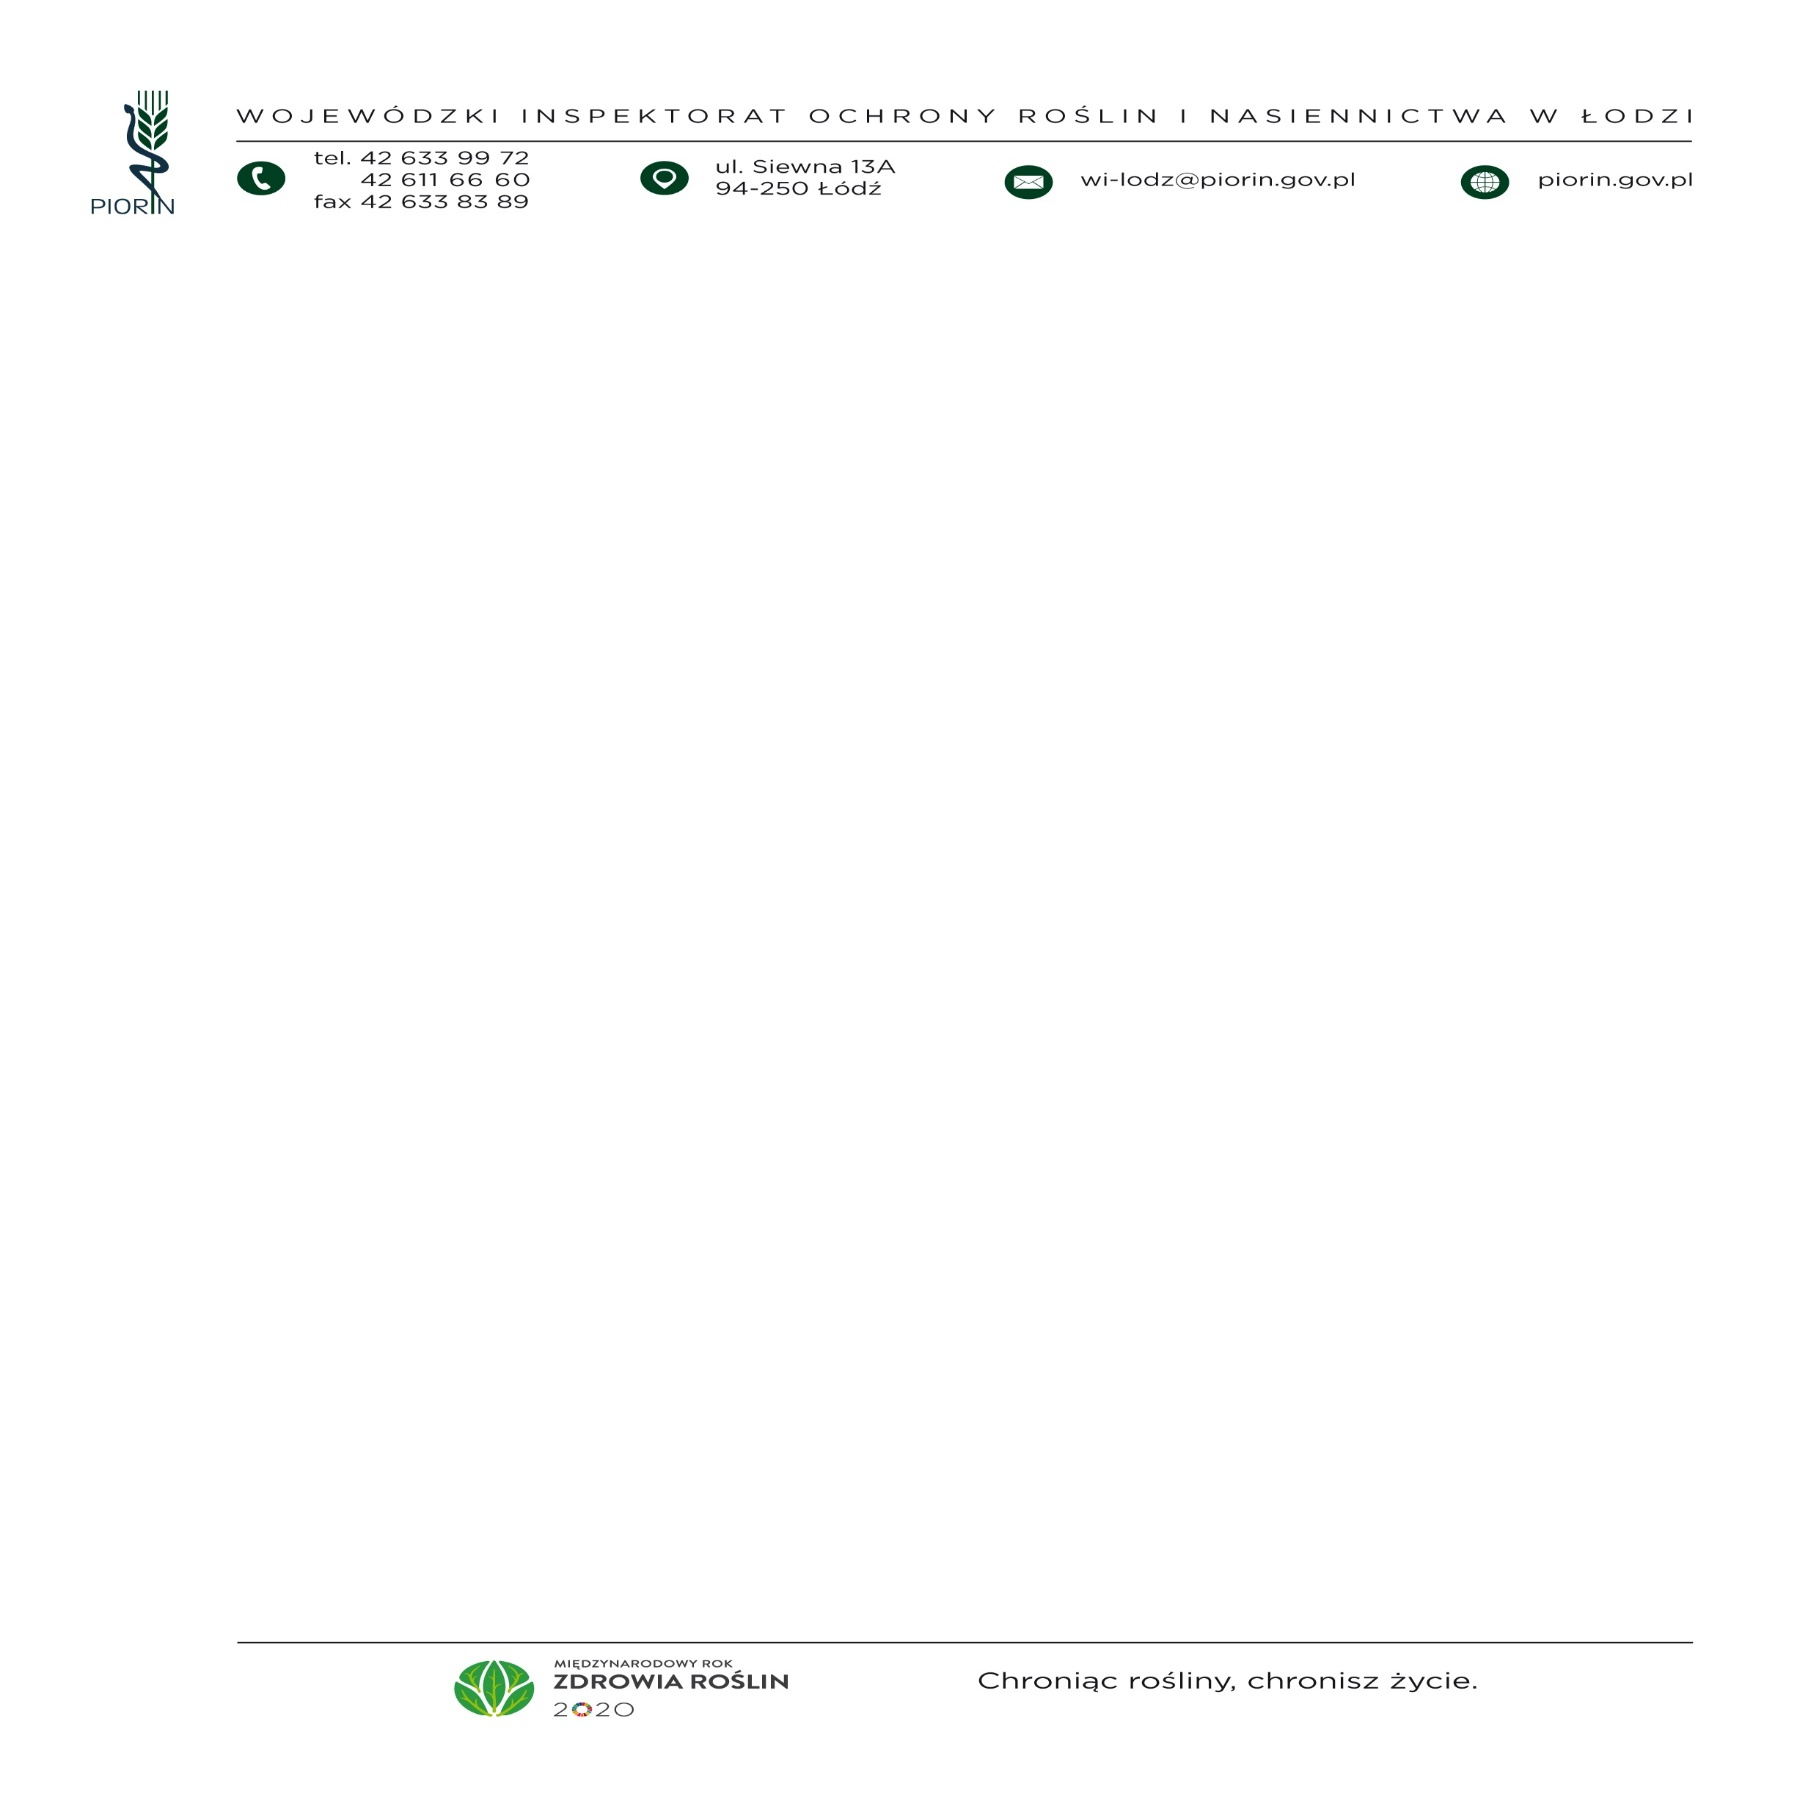 PIORIN
WOJEWÓDZKI INSPEKTORAT OCHRONY ROŚLIN I NASIENNICTWA W ŁODZI
tel. 42 633 99 72
42 611 66 60
fax 42 633 83 89
ul. Siewna 13A
94-250 Łódź
wi-lodz@piorin.gov.pl
piorin.gov.pl
MIĘDZYNARODOWY ROK
ZDROWIA ROŚLIN
2020
Chroniąc rośliny, chronisz życie.